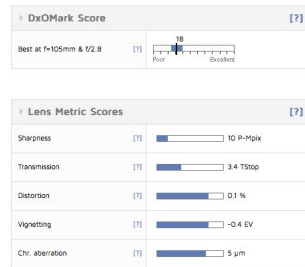 DxOMark Score [?]
18
Best at f=105mm & f/2.8 [?]
Poor Excellent
Lens Metric Scores [?]
Sharpness [?] 10 P-Mpix
Transmission [?] 3.4 TStop
Distortion [?] 0.1 %
Vignetting [?] -0.4 EV
Chr. aberration [?] 5 µm